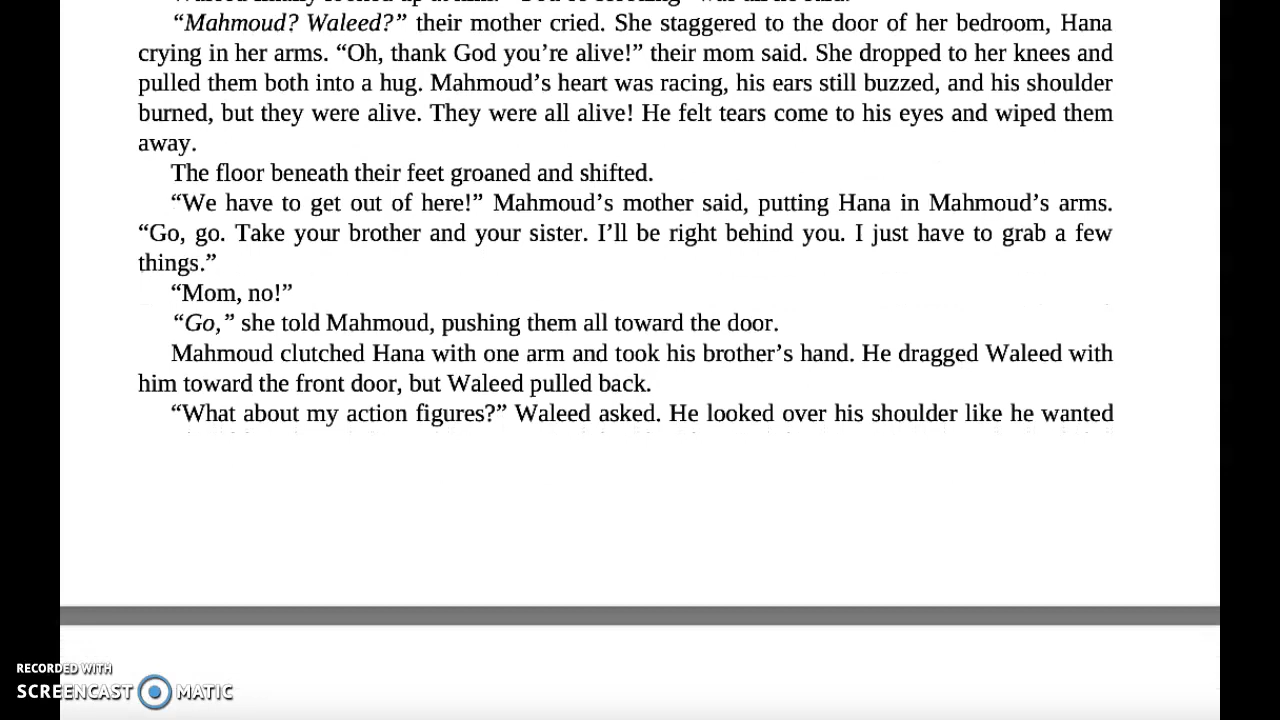 “Mahmoud? Waleed?” their mother cried. She staggered to the door of her bedroom, Hana
crying in her arms. “Oh, thank God you’re alive!” their mom said. She dropped to her knees and
pulled them both into a hug. Mahmoud’s heart was racing, his ears still buzzed, and his shoulder
burned, but they were alive. They were all alive! He felt tears come to his eyes and wiped them
away.
The floor beneath their feet groaned and shifted.
“We have to get out of here!” Mahmoud’s mother said, putting Hana in Mahmoud’s arms.
“Go, go. Take your brother and your sister. I’ll be right behind you. I just have to grab a few
things.”
“Mom, no!”
“Go,” she told Mahmoud, pushing them all toward the door.
Mahmoud clutched Hana with one arm and took his brother’s hand. He dragged Waleed with
him toward the front door, but Waleed pulled back.
“What about my action figures?” Waleed asked. He looked over his shoulder like he wanted
RECORDED WITH
SCREENCAST MATIC